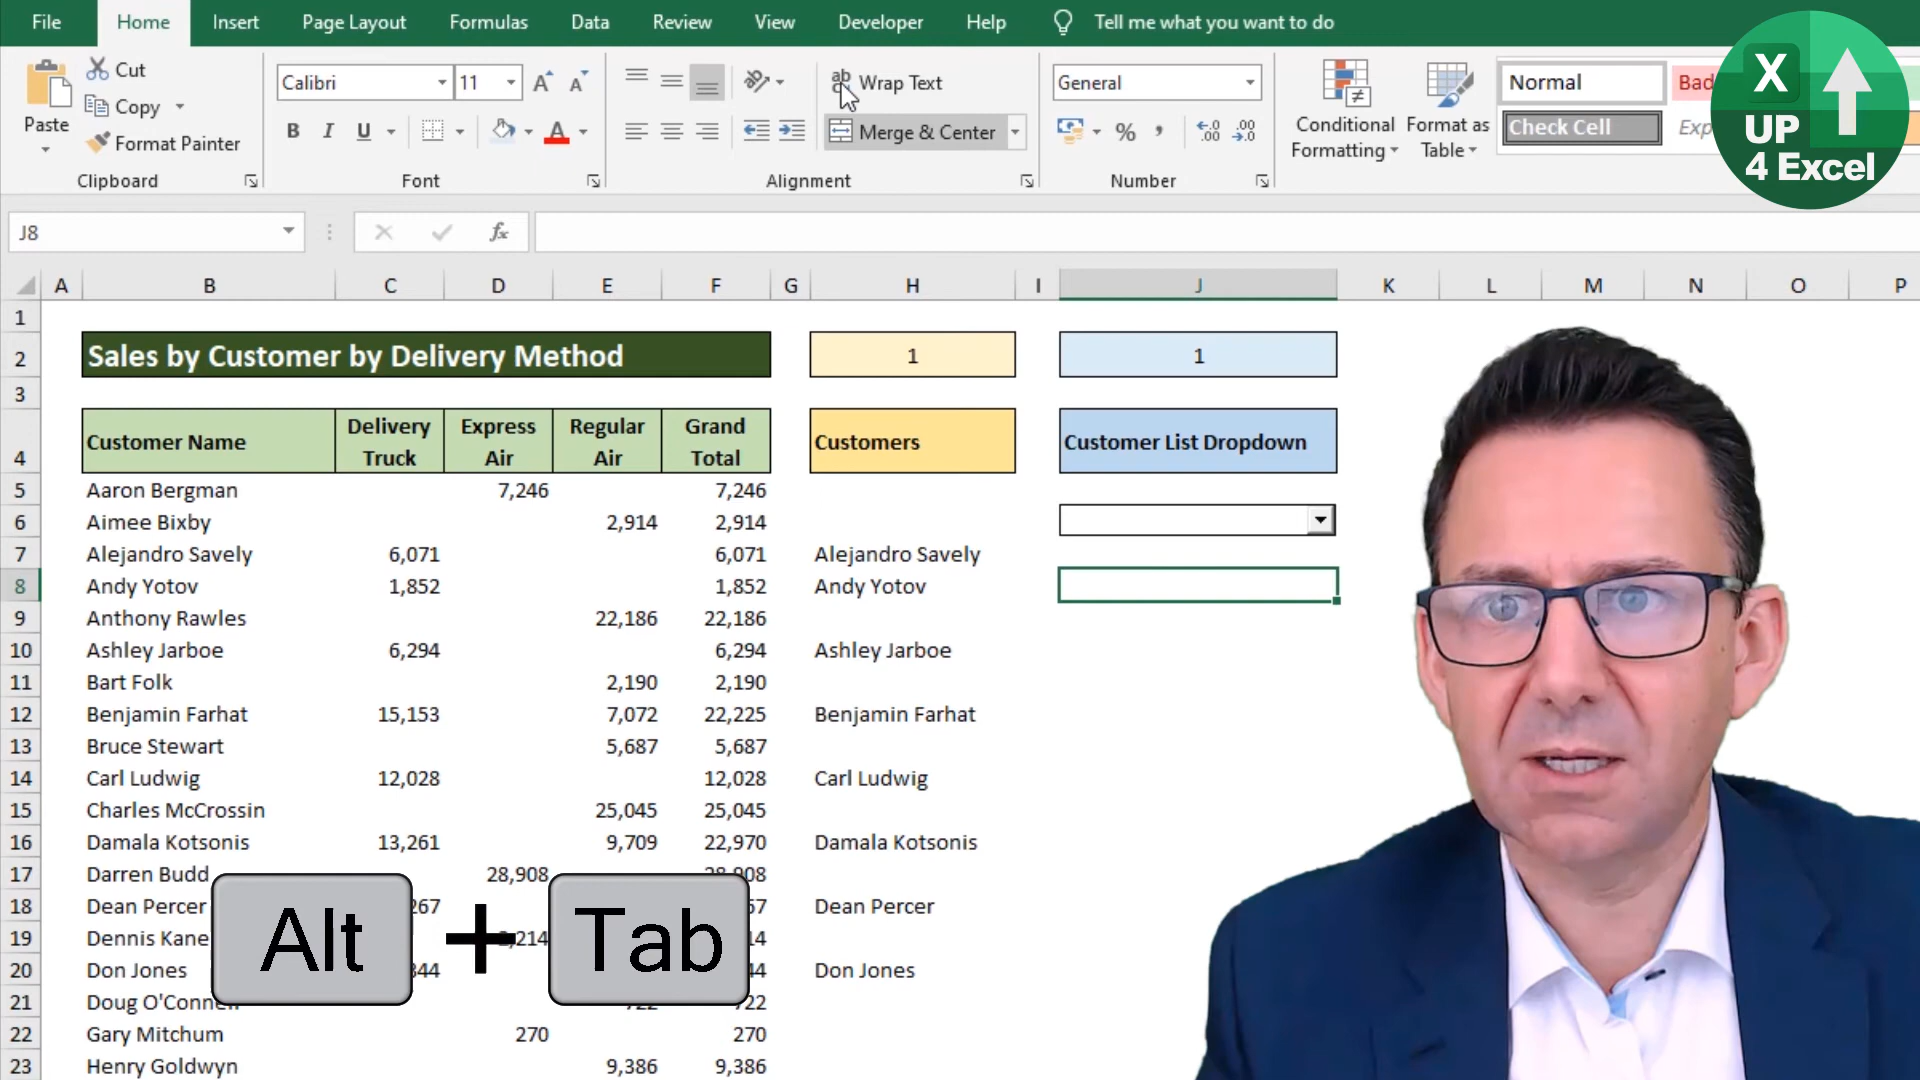 File Home Insert Page Layout Formulas Data Review View Developer Help Tell me what you want to do
Paste Cut Copy Format Painter Clipboard
Calibri 11 B I U A Font
ab Wrap Text Merge & Center Alignment
General % Number
Conditional Formatting Format as Table
Normal Bad
Check Cell
X UP 4 Excel
J8 fx
A B C D E F G H I J K L M N O P
1
2 Sales by Customer by Delivery Method 1 1
3
4 Customer Name Delivery Truck Express Air Regular Air Grand Total Customers Customer List Dropdown
5 Aaron Bergman 7,246 7,246
6 Aimee Bixby 2,914 2,914
7 Alejandro Savely 6,071 6,071 Alejandro Savely
8 Andy Yotov 1,852 1,852 Andy Yotov
9 Anthony Rawles 22,186 22,186
10 Ashley Jarboe 6,294 6,294 Ashley Jarboe
11 Bart Folk 2,190 2,190
12 Benjamin Farhat 15,153 7,072 22,225 Benjamin Farhat
13 Bruce Stewart 5,687 5,687
14 Carl Ludwig 12,028 12,028 Carl Ludwig
15 Charles McCrossin 25,045 25,045
16 Damala Kotsonis 13,261 9,709 22,970 Damala Kotsonis
17 Darren Budd 28,908
18 Dean Percer Dean Percer
19 Dennis Kane
20 Don Jones Don Jones
21 Doug
22 Gary Mitchum 270 270
23 Henry Goldwyn 9,386 9,386
Alt + Tab